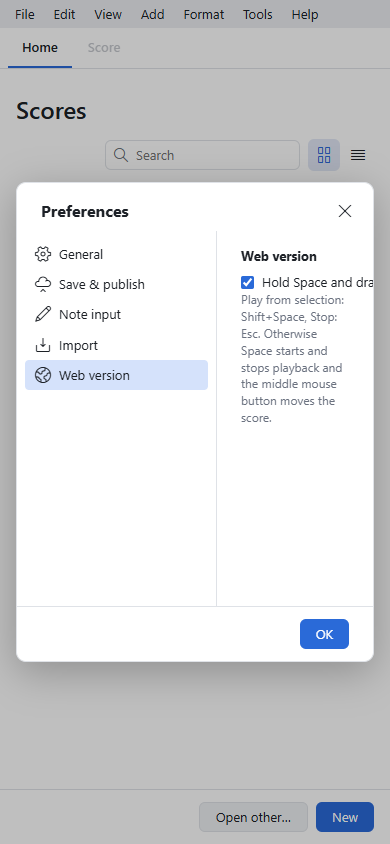 File Edit View Add Format Tools Help
Home Score
Scores
Search
Preferences
General
Save & publish
Note input
Import
Web version
Web version
Hold Space and dra
Play from selection:
Shift+Space, Stop:
Esc. Otherwise
Space starts and
stops playback and
the middle mouse
button moves the
score.
OK
Open other... New